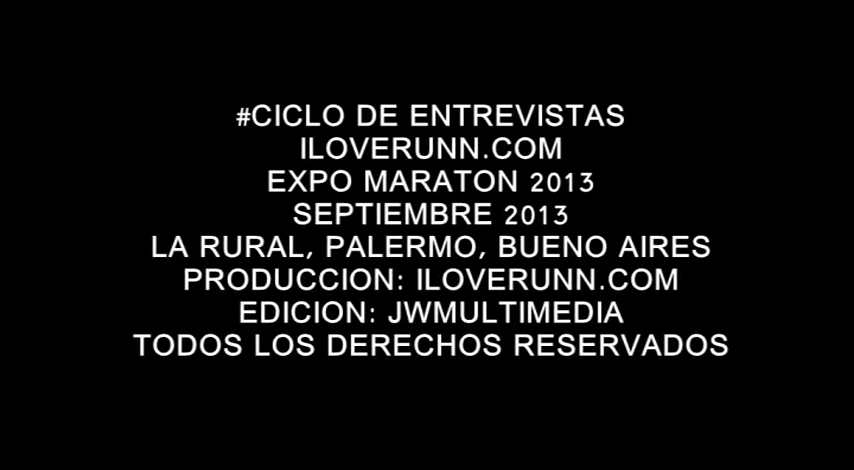 #CICLO DE ENTREVISTAS
ILOVERUNN.COM
EXPO MARATON 2013
SEPTIEMBRE 2013
LA RURAL, PALERMO, BUENO AIRES
PRODUCCION: ILOVERUNN.COM
EDICION: JWMULTIMEDIA
TODOS LOS DERECHOS RESERVADOS